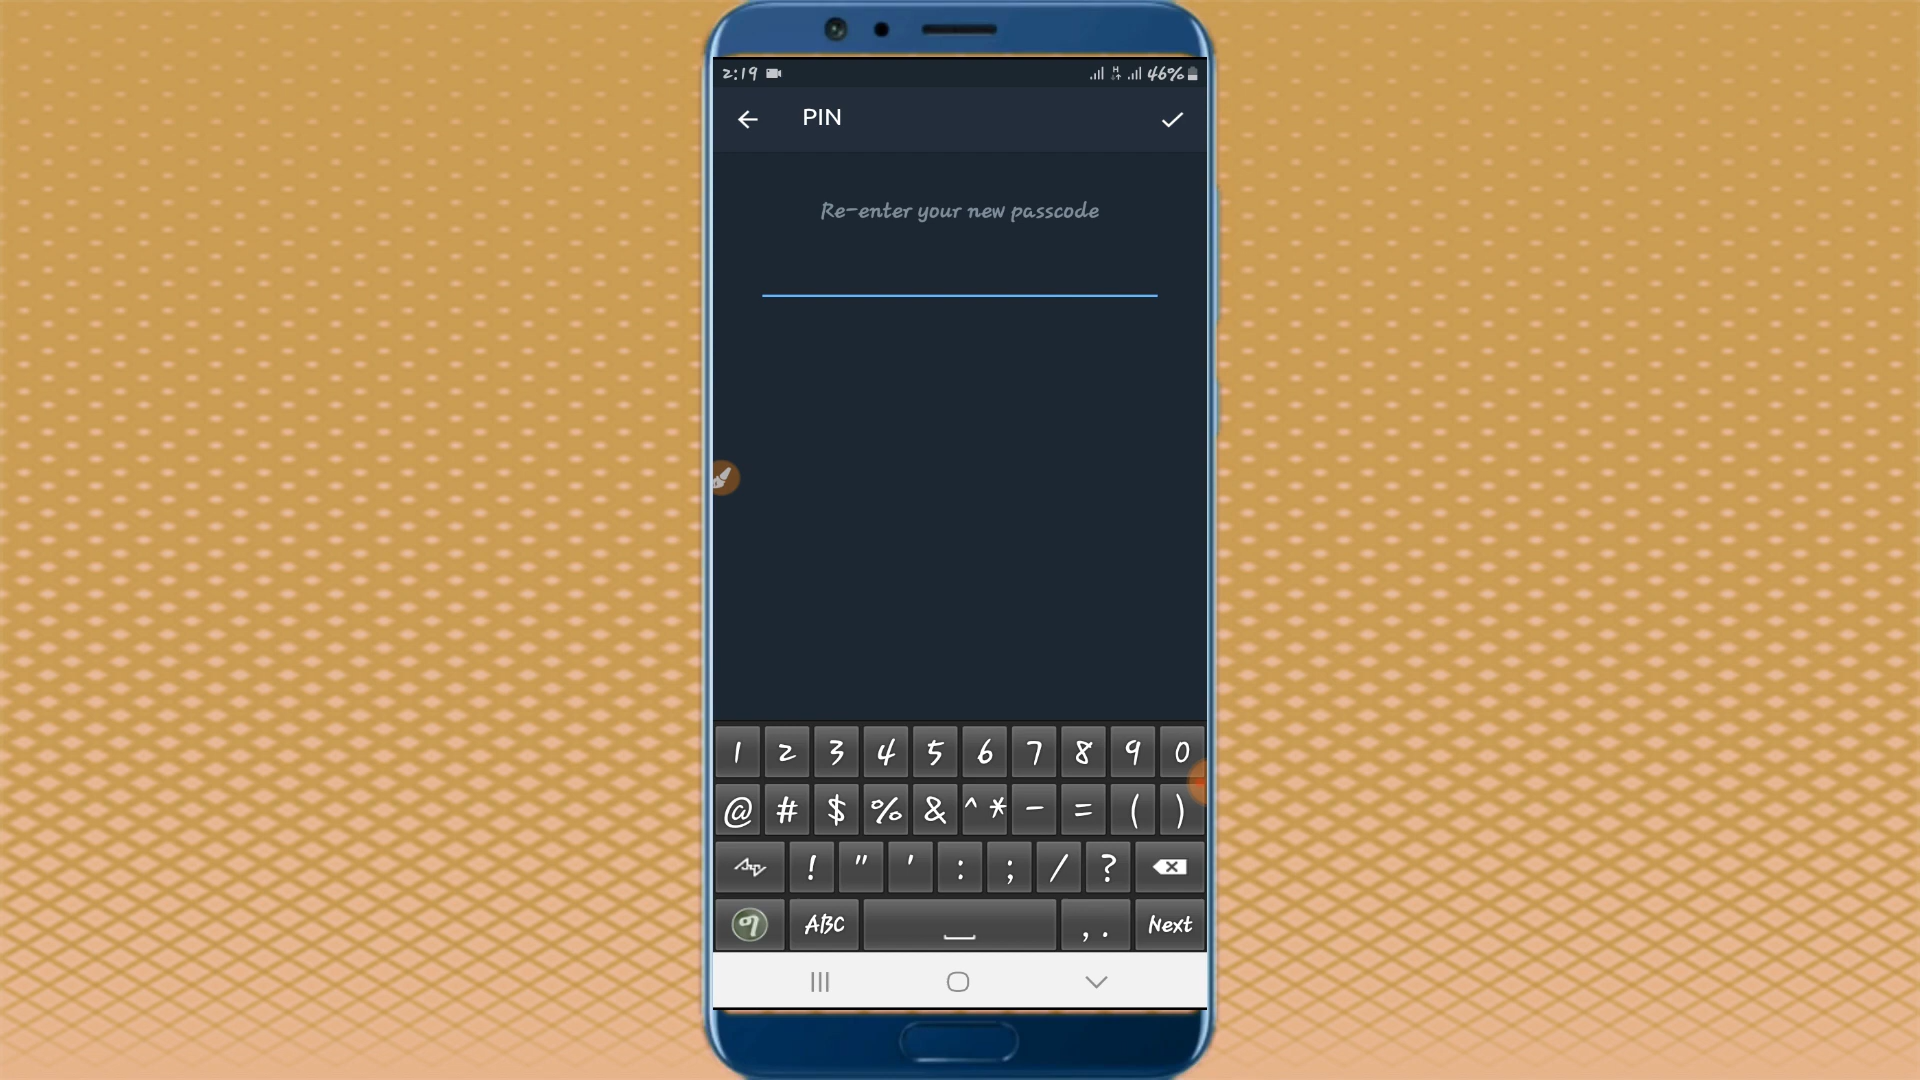 2:19 46%
PIN
Re-enter your new passcode
1 2 3 4 5 6 7 8 9 0
@ # $ % & ^ * - = ( )
! " ' : ; / ?
ግ ABC , . Next